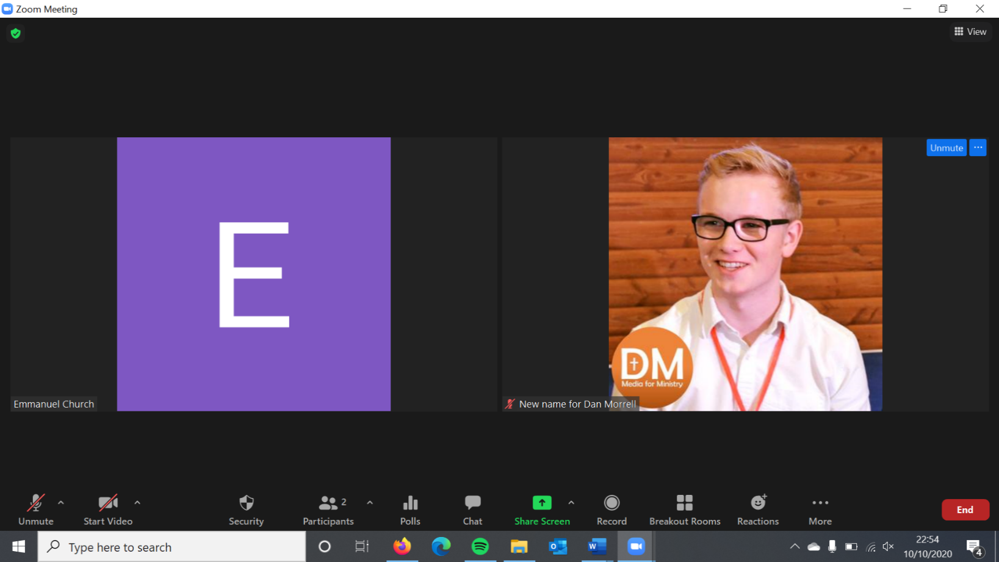 Zoom Meeting
View
Unmute ...
E
DM
Media for Ministry
Emmanuel Church
New name for Dan Morrell
2
Unmute
Start Video
Security
Participants
Polls
Chat
Share Screen
Record
Breakout Rooms
Reactions
More
End
Type here to search
22:54
10/10/2020
4